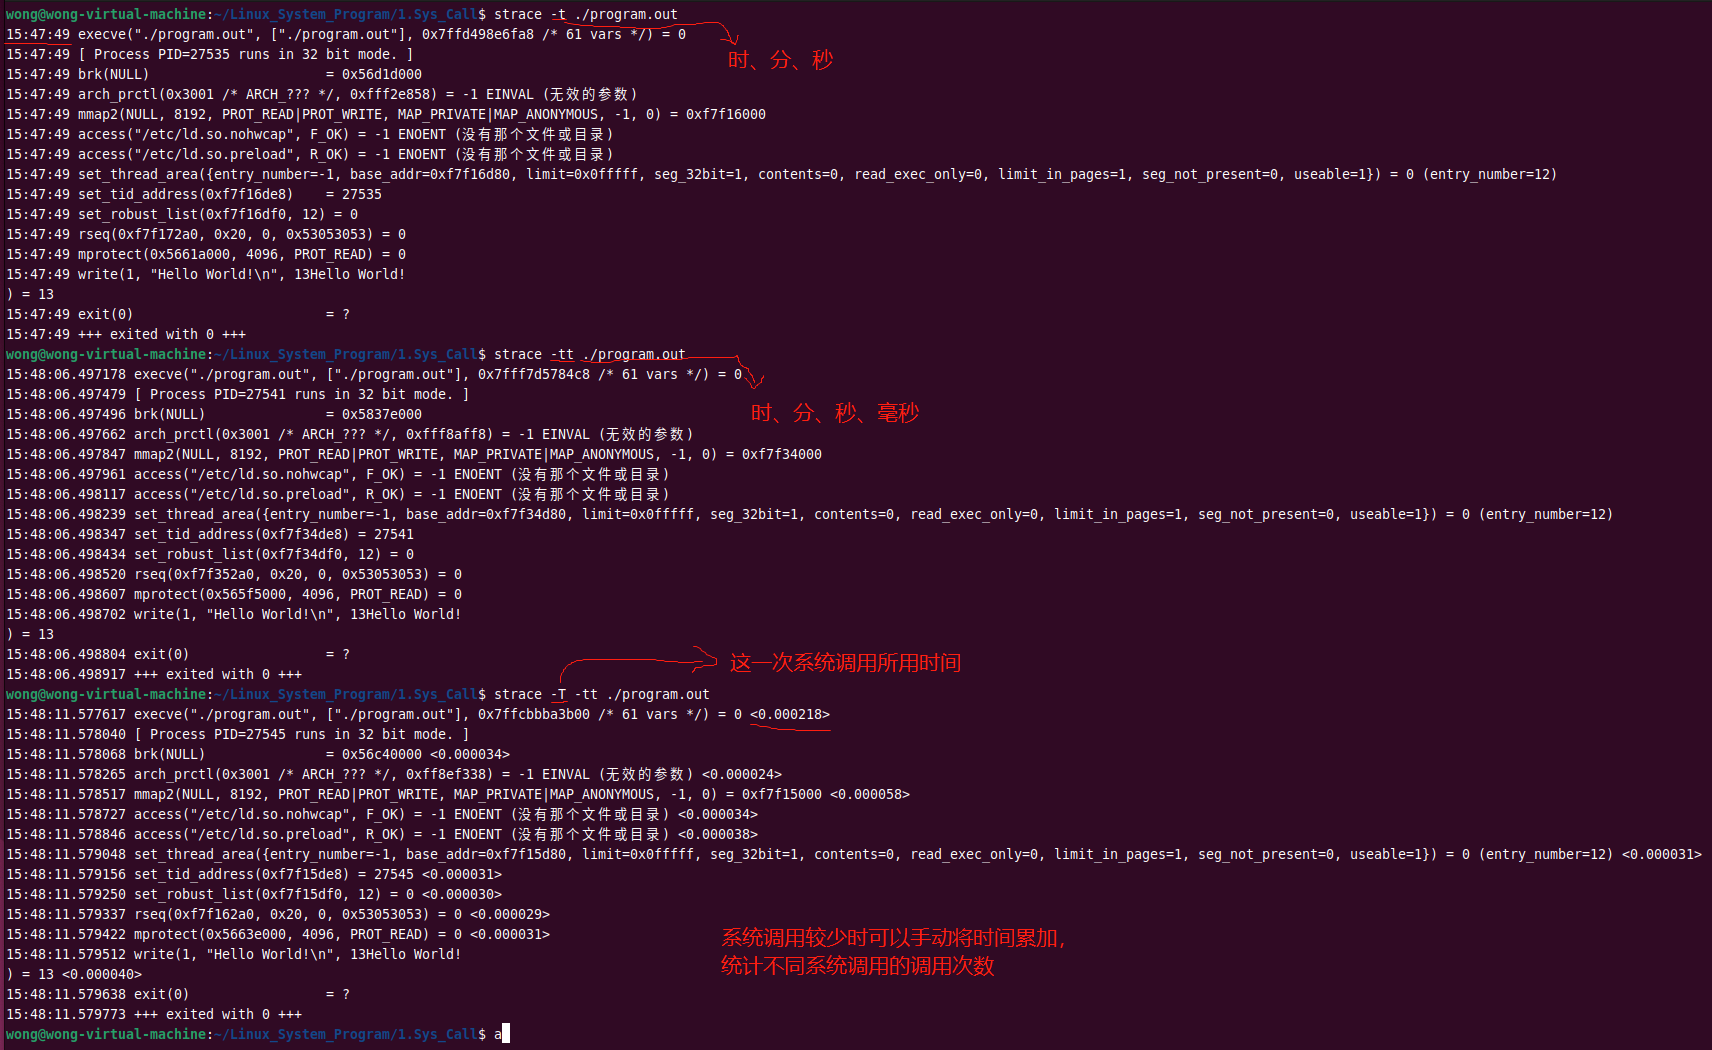 wong@wong-virtual-machine:~/Linux_System_Program/1.Sys_Call$ strace -t ./program.out
15:47:49 execve("./program.out", ["./program.out"], 0x7ffd498e6fa8 /* 61 vars */) = 0
15:47:49 [ Process PID=27535 runs in 32 bit mode. ]
时、分、秒
15:47:49 brk(NULL)                      = 0x56d1d000
15:47:49 arch_prctl(0x3001 /* ARCH_??? */, 0xfff2e858) = -1 EINVAL (无效的参数)
15:47:49 mmap2(NULL, 8192, PROT_READ|PROT_WRITE, MAP_PRIVATE|MAP_ANONYMOUS, -1, 0) = 0xf7f16000
15:47:49 access("/etc/ld.so.nohwcap", F_OK) = -1 ENOENT (没有那个文件或目录)
15:47:49 access("/etc/ld.so.preload", R_OK) = -1 ENOENT (没有那个文件或目录)
15:47:49 set_thread_area({entry_number=-1, base_addr=0xf7f16d80, limit=0x0fffff, seg_32bit=1, contents=0, read_exec_only=0, limit_in_pages=1, seg_not_present=0, useable=1}) = 0 (entry_number=12)
15:47:49 set_tid_address(0xf7f16de8)    = 27535
15:47:49 set_robust_list(0xf7f16df0, 12) = 0
15:47:49 rseq(0xf7f172a0, 0x20, 0, 0x53053053) = 0
15:47:49 mprotect(0x5661a000, 4096, PROT_READ) = 0
15:47:49 write(1, "Hello World!\n", 13Hello World!
) = 13
15:47:49 exit(0)                        = ?
15:47:49 +++ exited with 0 +++
wong@wong-virtual-machine:~/Linux_System_Program/1.Sys_Call$ strace -tt ./program.out
15:48:06.497178 execve("./program.out", ["./program.out"], 0x7fff7d5784c8 /* 61 vars */) = 0
15:48:06.497479 [ Process PID=27541 runs in 32 bit mode. ]
15:48:06.497496 brk(NULL)               = 0x5837e000
时、分、秒、毫秒
15:48:06.497662 arch_prctl(0x3001 /* ARCH_??? */, 0xfff8aff8) = -1 EINVAL (无效的参数)
15:48:06.497847 mmap2(NULL, 8192, PROT_READ|PROT_WRITE, MAP_PRIVATE|MAP_ANONYMOUS, -1, 0) = 0xf7f34000
15:48:06.497961 access("/etc/ld.so.nohwcap", F_OK) = -1 ENOENT (没有那个文件或目录)
15:48:06.498117 access("/etc/ld.so.preload", R_OK) = -1 ENOENT (没有那个文件或目录)
15:48:06.498239 set_thread_area({entry_number=-1, base_addr=0xf7f34d80, limit=0x0fffff, seg_32bit=1, contents=0, read_exec_only=0, limit_in_pages=1, seg_not_present=0, useable=1}) = 0 (entry_number=12)
15:48:06.498347 set_tid_address(0xf7f34de8) = 27541
15:48:06.498434 set_robust_list(0xf7f34df0, 12) = 0
15:48:06.498520 rseq(0xf7f352a0, 0x20, 0, 0x53053053) = 0
15:48:06.498607 mprotect(0x565f5000, 4096, PROT_READ) = 0
15:48:06.498702 write(1, "Hello World!\n", 13Hello World!
) = 13
15:48:06.498804 exit(0)                 = ?
这一次系统调用所用时间
15:48:06.498917 +++ exited with 0 +++
wong@wong-virtual-machine:~/Linux_System_Program/1.Sys_Call$ strace -T -tt ./program.out
15:48:11.577617 execve("./program.out", ["./program.out"], 0x7ffcbbba3b00 /* 61 vars */) = 0 <0.000218>
15:48:11.578040 [ Process PID=27545 runs in 32 bit mode. ]
15:48:11.578068 brk(NULL)               = 0x56c40000 <0.000034>
15:48:11.578265 arch_prctl(0x3001 /* ARCH_??? */, 0xff8ef338) = -1 EINVAL (无效的参数) <0.000024>
15:48:11.578517 mmap2(NULL, 8192, PROT_READ|PROT_WRITE, MAP_PRIVATE|MAP_ANONYMOUS, -1, 0) = 0xf7f15000 <0.000058>
15:48:11.578727 access("/etc/ld.so.nohwcap", F_OK) = -1 ENOENT (没有那个文件或目录) <0.000034>
15:48:11.578846 access("/etc/ld.so.preload", R_OK) = -1 ENOENT (没有那个文件或目录) <0.000038>
15:48:11.579048 set_thread_area({entry_number=-1, base_addr=0xf7f15d80, limit=0x0fffff, seg_32bit=1, contents=0, read_exec_only=0, limit_in_pages=1, seg_not_present=0, useable=1}) = 0 (entry_number=12) <0.000031>
15:48:11.579156 set_tid_address(0xf7f15de8) = 27545 <0.000031>
15:48:11.579250 set_robust_list(0xf7f15df0, 12) = 0 <0.000030>
15:48:11.579337 rseq(0xf7f162a0, 0x20, 0, 0x53053053) = 0 <0.000029>
15:48:11.579422 mprotect(0x5663e000, 4096, PROT_READ) = 0 <0.000031>
系统调用较少时可以手动将时间累加,
15:48:11.579512 write(1, "Hello World!\n", 13Hello World!
统计不同系统调用的调用次数
) = 13 <0.000040>
15:48:11.579638 exit(0)                 = ?
15:48:11.579773 +++ exited with 0 +++
wong@wong-virtual-machine:~/Linux_System_Program/1.Sys_Call$ a